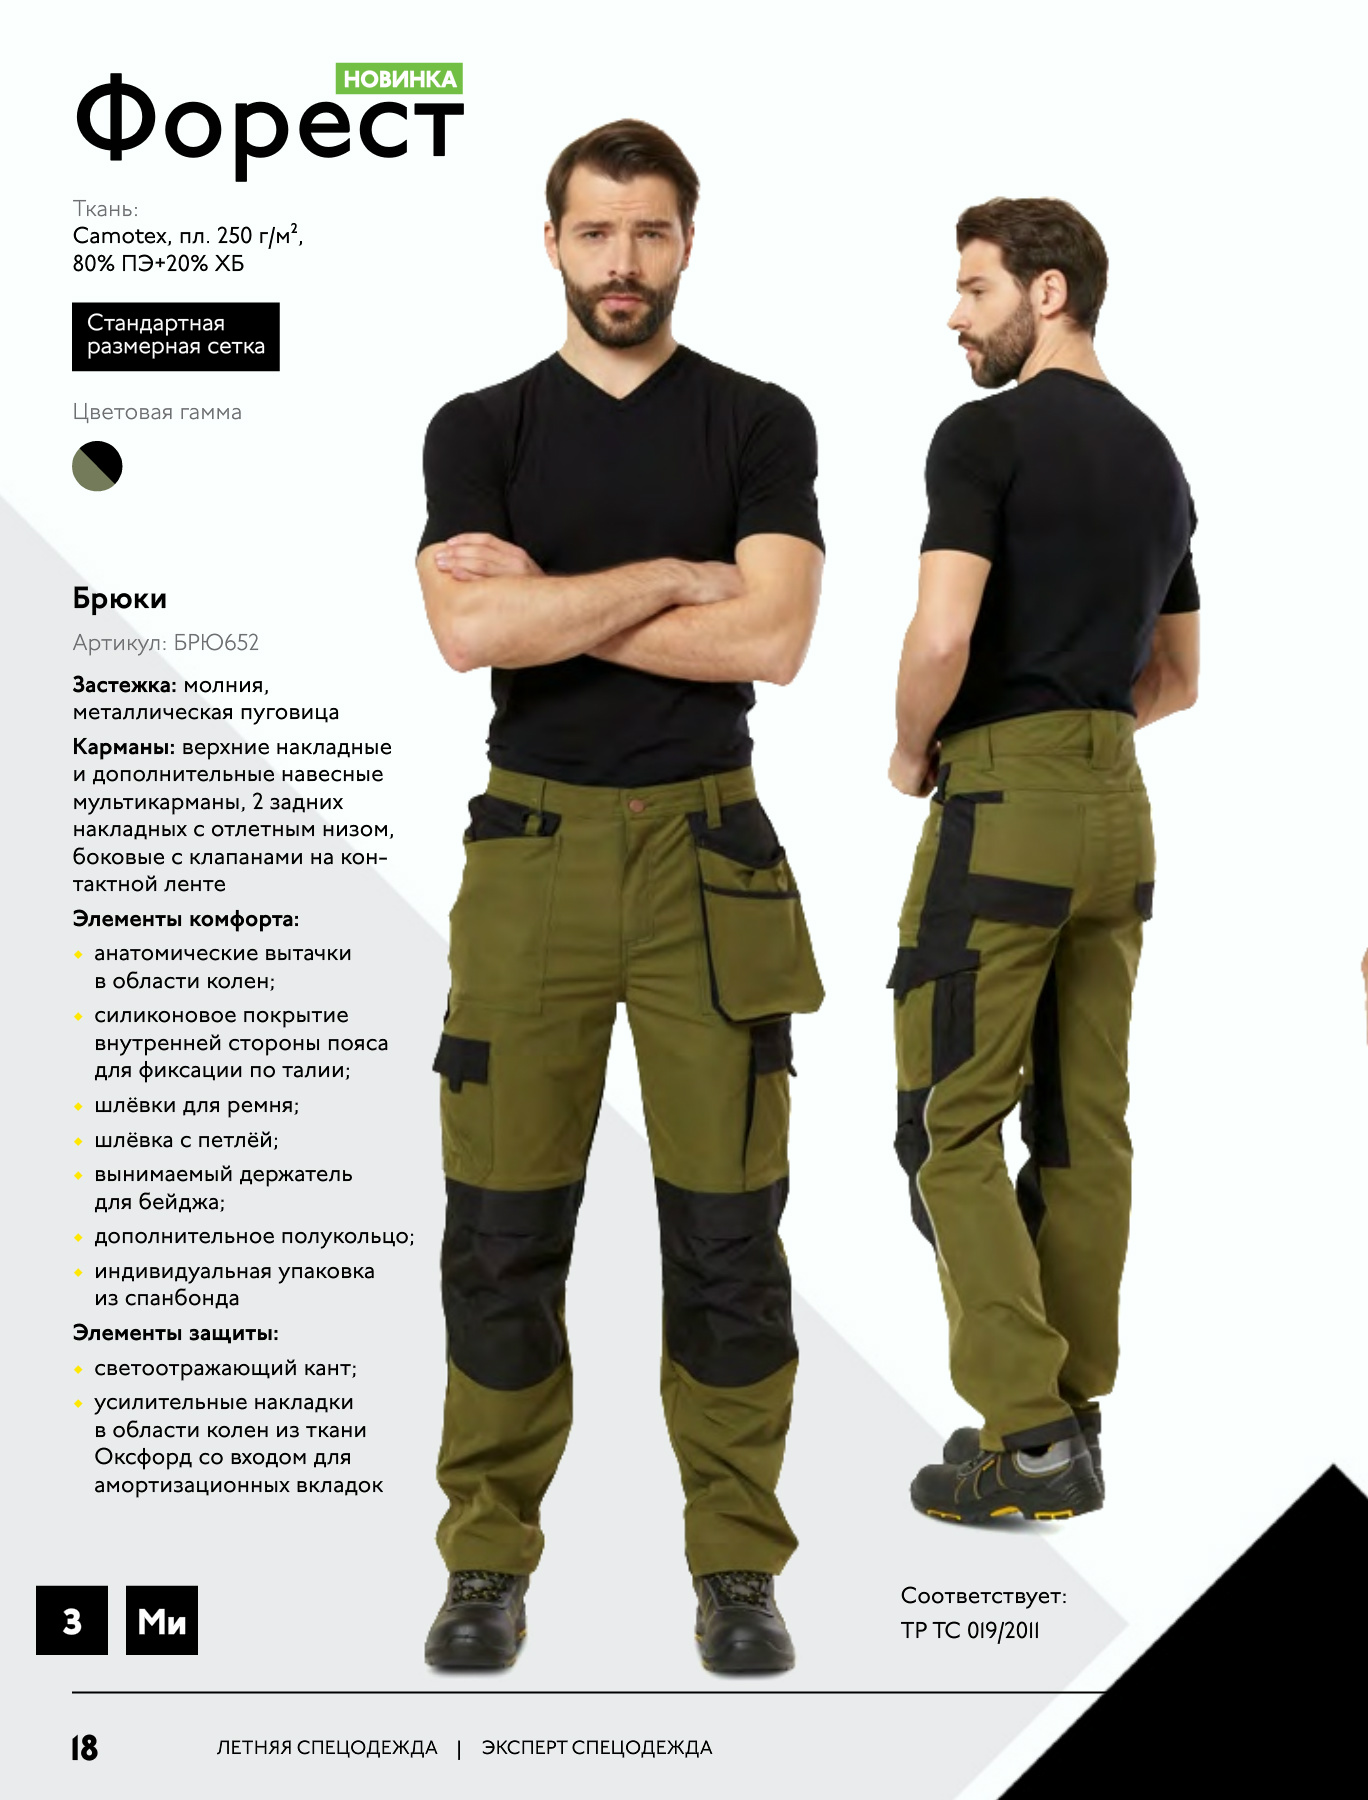 НОВИНКА
Форест
Ткань:
Camotex, пл. 250 г/м²,
80% ПЭ+20% ХБ
Стандартная
размерная сетка
Цветовая гамма
Брюки
Артикул: БРЮ652
Застежка: молния,
металлическая пуговица
Карманы: верхние накладные
и дополнительные навесные
мультикарманы, 2 задних
накладных с отлетным низом,
боковые с клапанами на кон-
тактной ленте
Элементы комфорта:
анатомические вытачки
в области колен;
силиконовое покрытие
внутренней стороны пояса
для фиксации по талии;
шлёвки для ремня;
шлёвка с петлёй;
вынимаемый держатель
для бейджа;
дополнительное полукольцо;
индивидуальная упаковка
из спанбонда
Элементы защиты:
светоотражающий кант;
усилительные накладки
в области колен из ткани
Оксфорд со входом для
амортизационных вкладок
З Ми
Соответствует:
ТР ТС 019/2011
18 ЛЕТНЯЯ СПЕЦОДЕЖДА | ЭКСПЕРТ СПЕЦОДЕЖДА